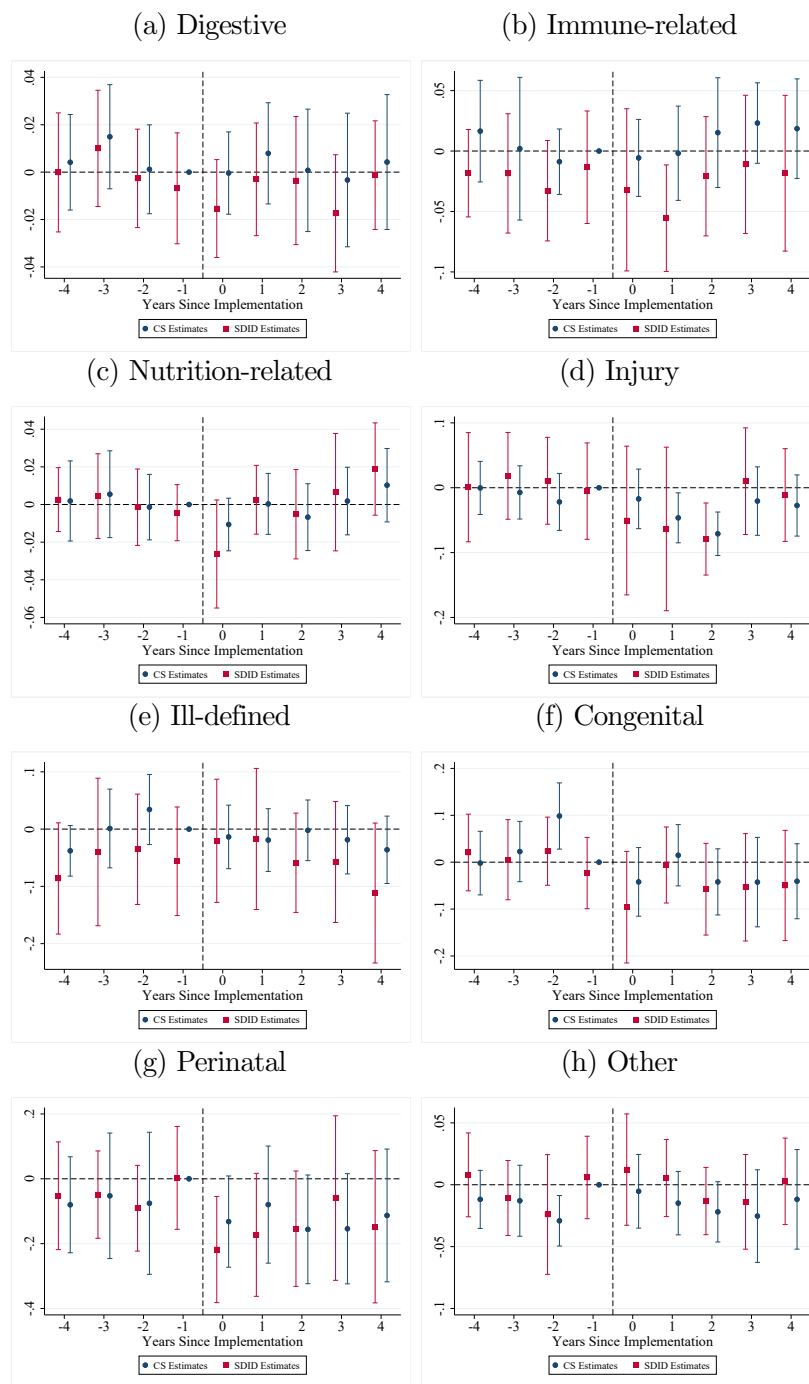 (a) Digestive
(b) Immune-related
.04
.02
0
-.02
-.04
-4 -3 -2 -1 0 1 2 3 4
Years Since Implementation
CS Estimates SDID Estimates
.05
0
-.05
-.1
-4 -3 -2 -1 0 1 2 3 4
Years Since Implementation
CS Estimates SDID Estimates
(c) Nutrition-related
(d) Injury
.04
.02
0
-.02
-.04
-.06
-4 -3 -2 -1 0 1 2 3 4
Years Since Implementation
CS Estimates SDID Estimates
.1
0
-.1
-.2
-4 -3 -2 -1 0 1 2 3 4
Years Since Implementation
CS Estimates SDID Estimates
(e) Ill-defined
(f) Congenital
.1
0
-.1
-.2
-4 -3 -2 -1 0 1 2 3 4
Years Since Implementation
CS Estimates SDID Estimates
.2
.1
0
-.1
-.2
-4 -3 -2 -1 0 1 2 3 4
Years Since Implementation
CS Estimates SDID Estimates
(g) Perinatal
(h) Other
.2
0
-.2
-.4
-4 -3 -2 -1 0 1 2 3 4
Years Since Implementation
CS Estimates SDID Estimates
.05
0
-.05
-.1
-4 -3 -2 -1 0 1 2 3 4
Years Since Implementation
CS Estimates SDID Estimates